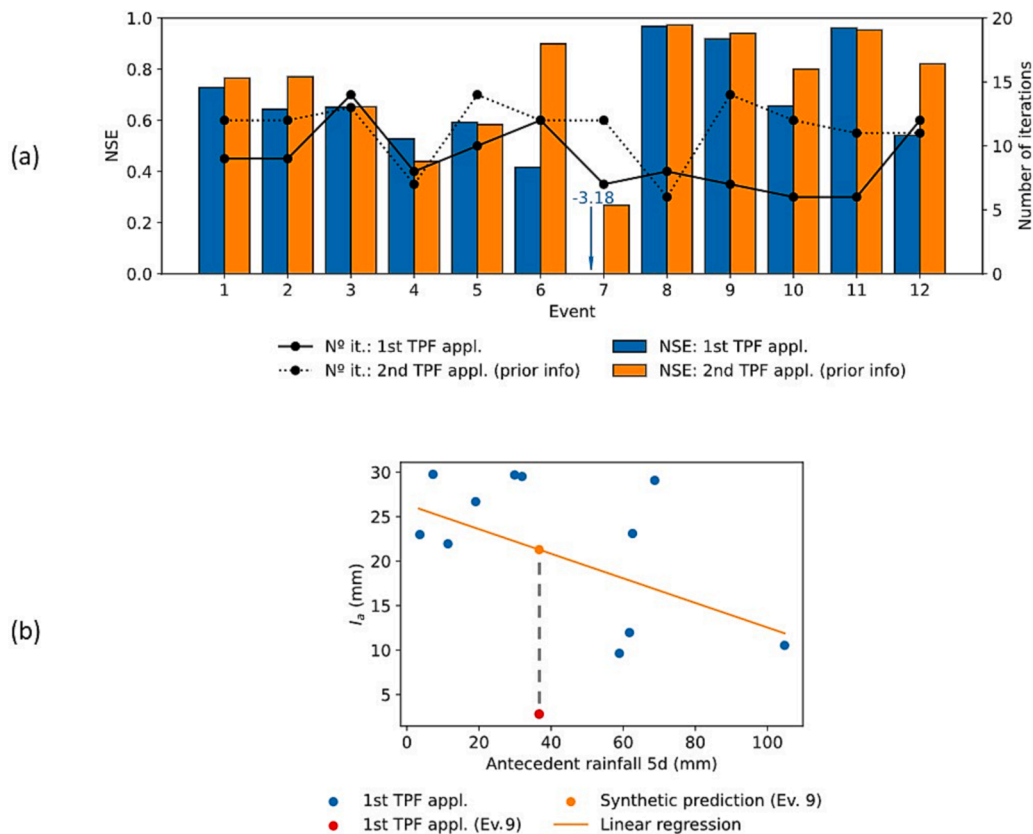 (a)
NSE
1.0
0.8
0.6
0.4
0.2
0.0
-3.18
20
15
10
5
0
Number of iterations
1 2 3 4 5 6 7 8 9 10 11 12
Event
Nº it.: 1st TPF appl.
NSE: 1st TPF appl.
Nº it.: 2nd TPF appl. (prior info)
NSE: 2nd TPF appl. (prior info)
(b)
Ia (mm)
30
25
20
15
10
5
0 20 40 60 80 100
Antecedent rainfall 5d (mm)
1st TPF appl.
Synthetic prediction (Ev. 9)
1st TPF appl. (Ev.9)
Linear regression